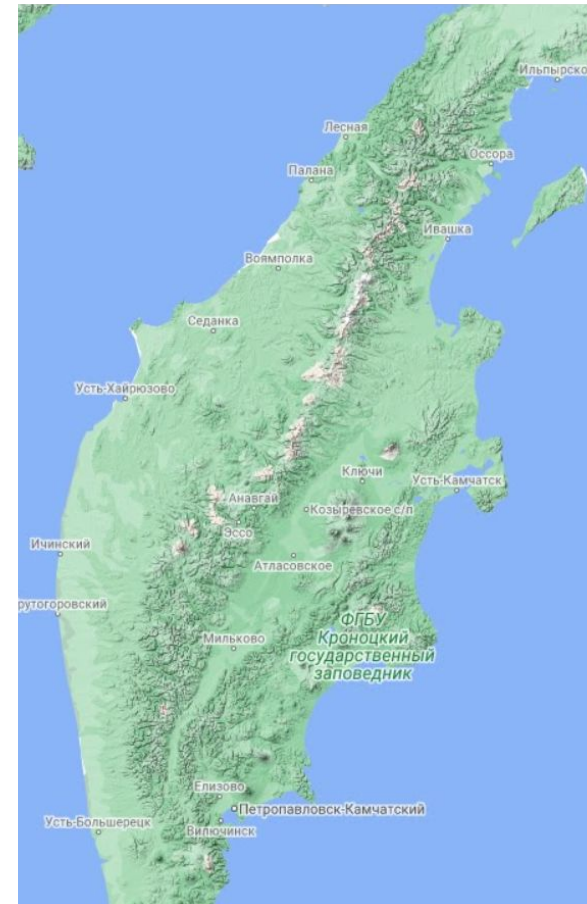 Ильпырско
Лесная
Оссора
Палана
Ивашка
Воямполка
Седанка
Усть-Хайрюзово
Ключи
Усть-Камчатск
Анавгай
Козыревское с/п
Эссо
Ичинский
Атласовское
рутогоровский
ФГБУ
Кроноцкий
государственный
заповедник
Мильково
Елизово
Петропавловск-Камчатский
Усть-Большерецк
Вилючинск